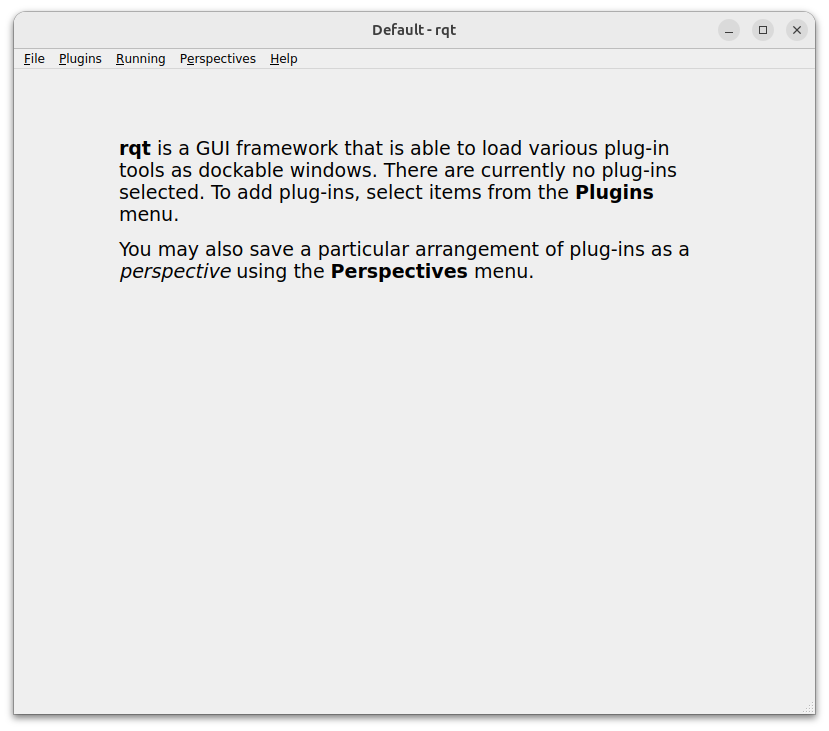 Default - rqt
File Plugins Running Perspectives Help
rqt is a GUI framework that is able to load various plug-in
tools as dockable windows. There are currently no plug-ins
selected. To add plug-ins, select items from the Plugins
menu.
You may also save a particular arrangement of plug-ins as a
perspective using the Perspectives menu.